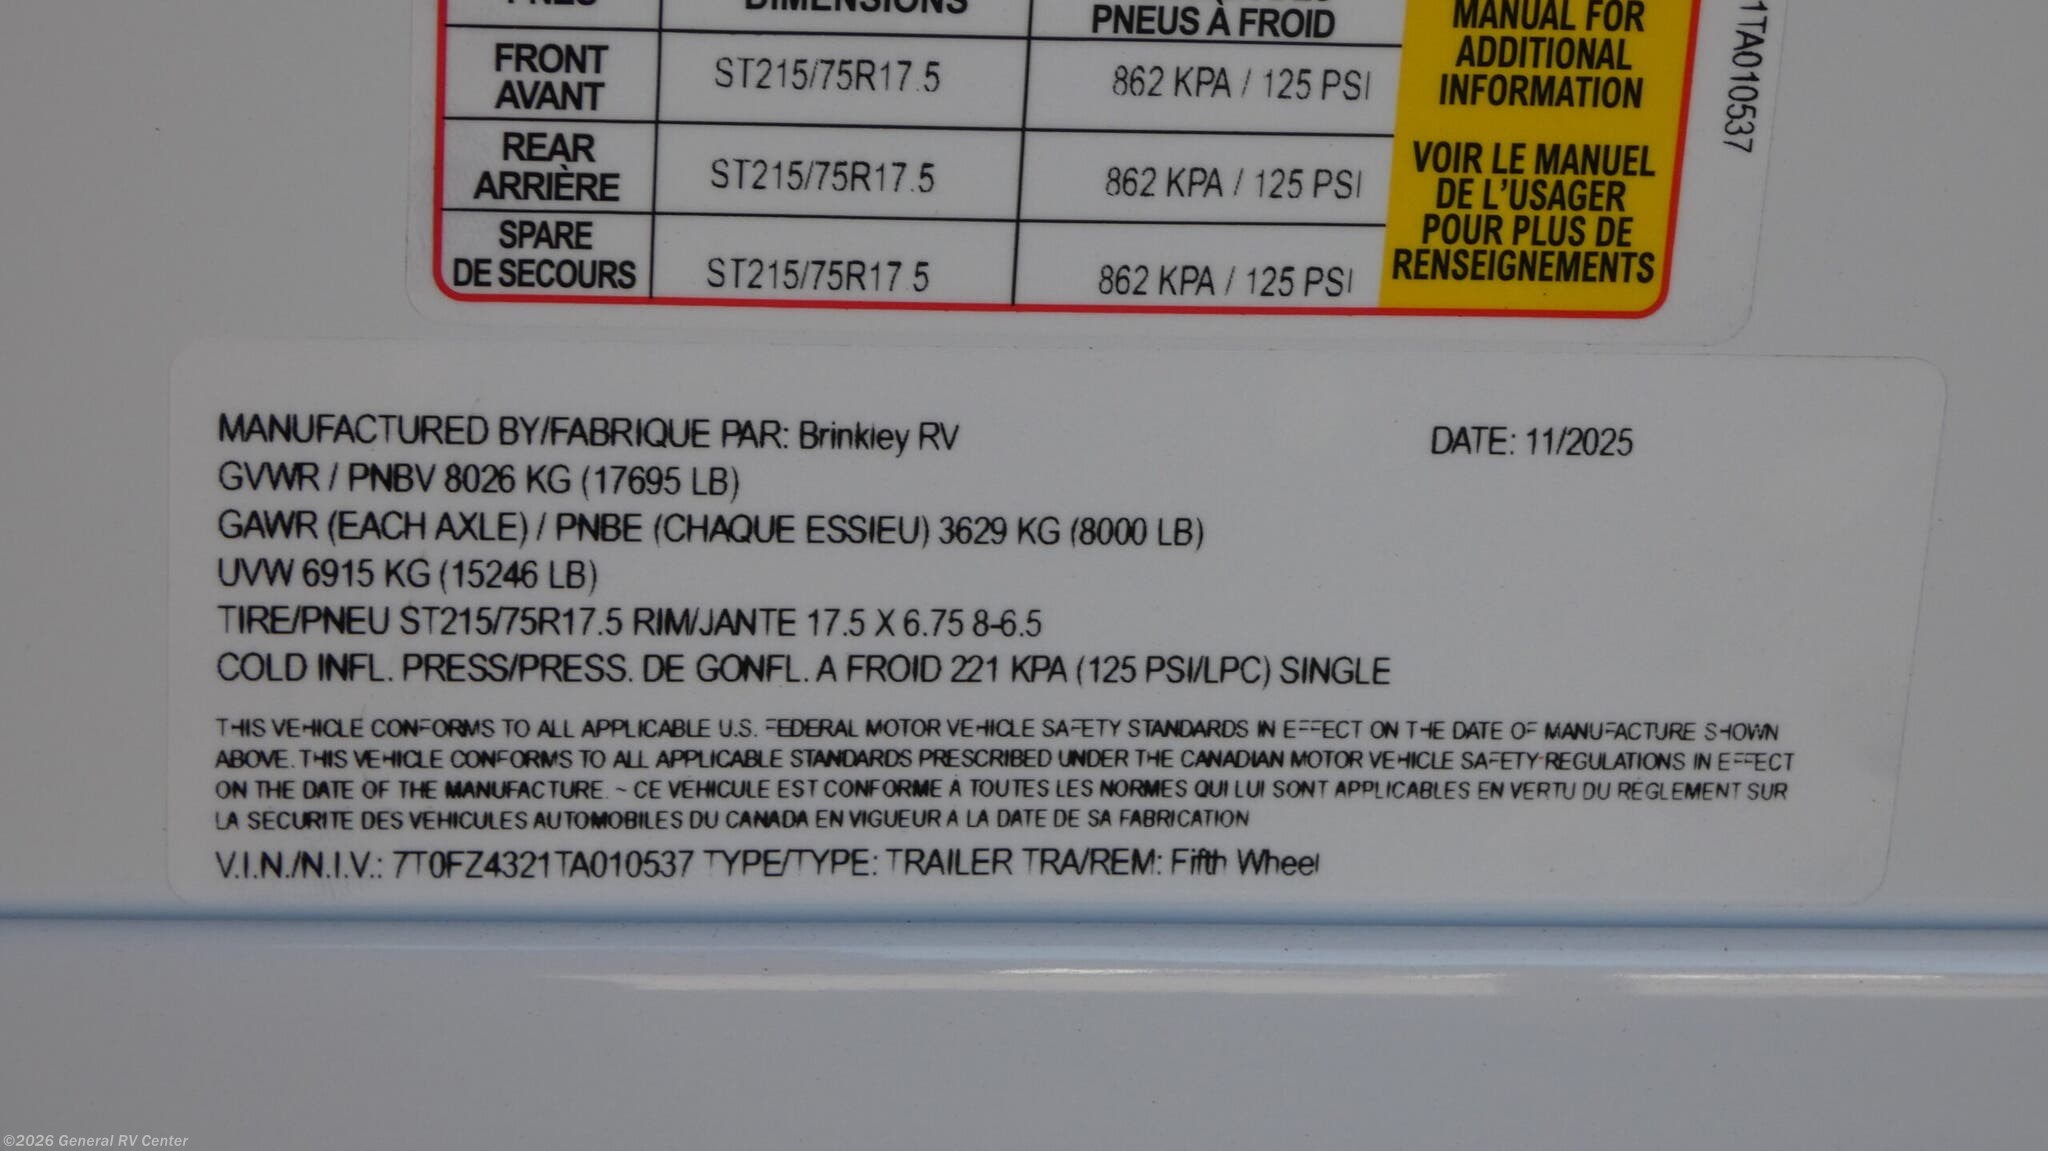 DIMENSIONS
PNEUS À FROID
FRONT
AVANT
ST215/75R17.5
862 KPA / 125 PSI
REAR
ARRIÈRE
ST215/75R17.5
862 KPA / 125 PSI
SPARE
DE SECOURS
ST215/75R17.5
862 KPA / 125 PSI
MANUAL FOR
ADDITIONAL
INFORMATION
VOIR LE MANUEL
DE L'USAGER
POUR PLUS DE
RENSEIGNEMENTS
1TA010537
MANUFACTURED BY/FABRIQUE PAR: Brinkley RV
DATE: 11/2025
GVWR / PNBV 8026 KG (17695 LB)
GAWR (EACH AXLE) / PNBE (CHAQUE ESSIEU) 3629 KG (8000 LB)
UVW 6915 KG (15246 LB)
TIRE/PNEU ST215/75R17.5 RIM/JANTE 17.5 X 6.75 8-6.5
COLD INFL. PRESS/PRESS. DE GONFL. A FROID 221 KPA (125 PSI/LPC) SINGLE
THIS VEHICLE CONFORMS TO ALL APPLICABLE U.S. FEDERAL MOTOR VEHICLE SAFETY STANDARDS IN EFFECT ON THE DATE OF MANUFACTURE SHOWN
ABOVE. THIS VEHICLE CONFORMS TO ALL APPLICABLE STANDARDS PRESCRIBED UNDER THE CANADIAN MOTOR VEHICLE SAFETY REGULATIONS IN EFFECT
ON THE DATE OF THE MANUFACTURE. ~ CE VÉHICULE EST CONFORME À TOUTES LES NORMES QUI LUI SONT APPLICABLES EN VERTU DU RÉGLEMENT SUR
LA SÉCURITÉ DES VÉHICULES AUTOMOBILES DU CANADA EN VIGUEUR A LA DATE DE SA FABRICATION
V.I.N./N.I.V.: 7T0FZ4321TA010537 TYPE/TYPE: TRAILER TRA/REM: Fifth Wheel
©2026 General RV Center